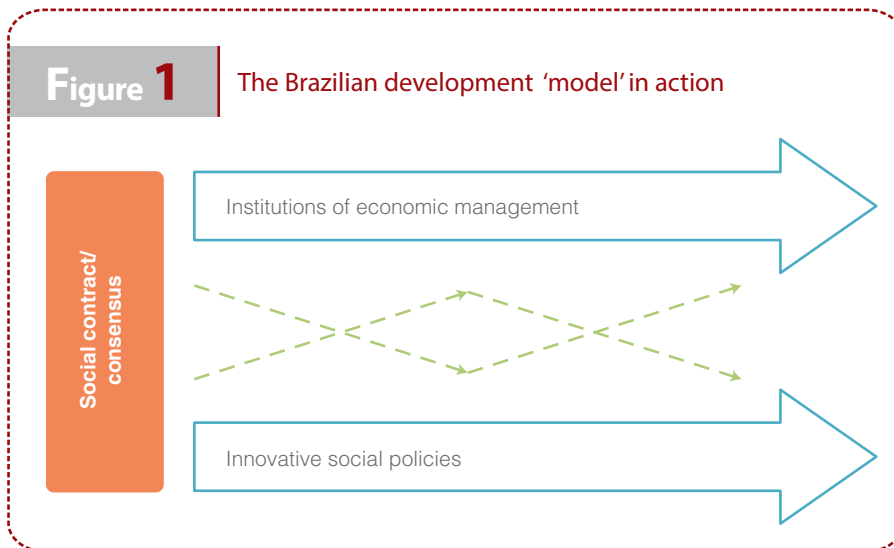 Figure 1
The Brazilian development 'model' in action
Institutions of economic management
Social contract/
consensus
Innovative social policies